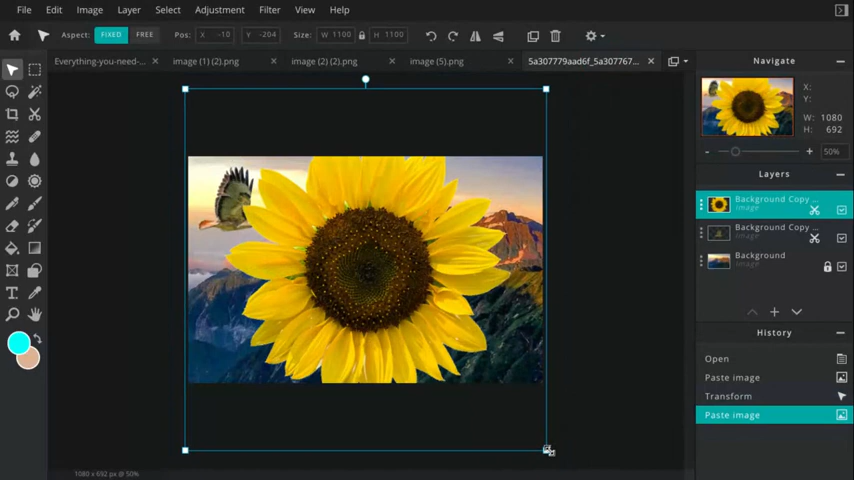 File Edit Image Layer Select Adjustment Filter View Help
Aspect: FIXED FREE Pos: X -10 Y -204 Size: W 1100 H 1100
Everything-you-need-... image (1) (2).png image (2) (2).png image (5).png 5a307779aad6f_5a307767...
Navigate
X:
Y:
W: 1080
H: 692
- + 50%
Layers
Background Copy ...
Image
Background Copy ...
Image
Background
Image
History
Open
Paste image
Transform
Paste image
1080 x 692 px @ 50%